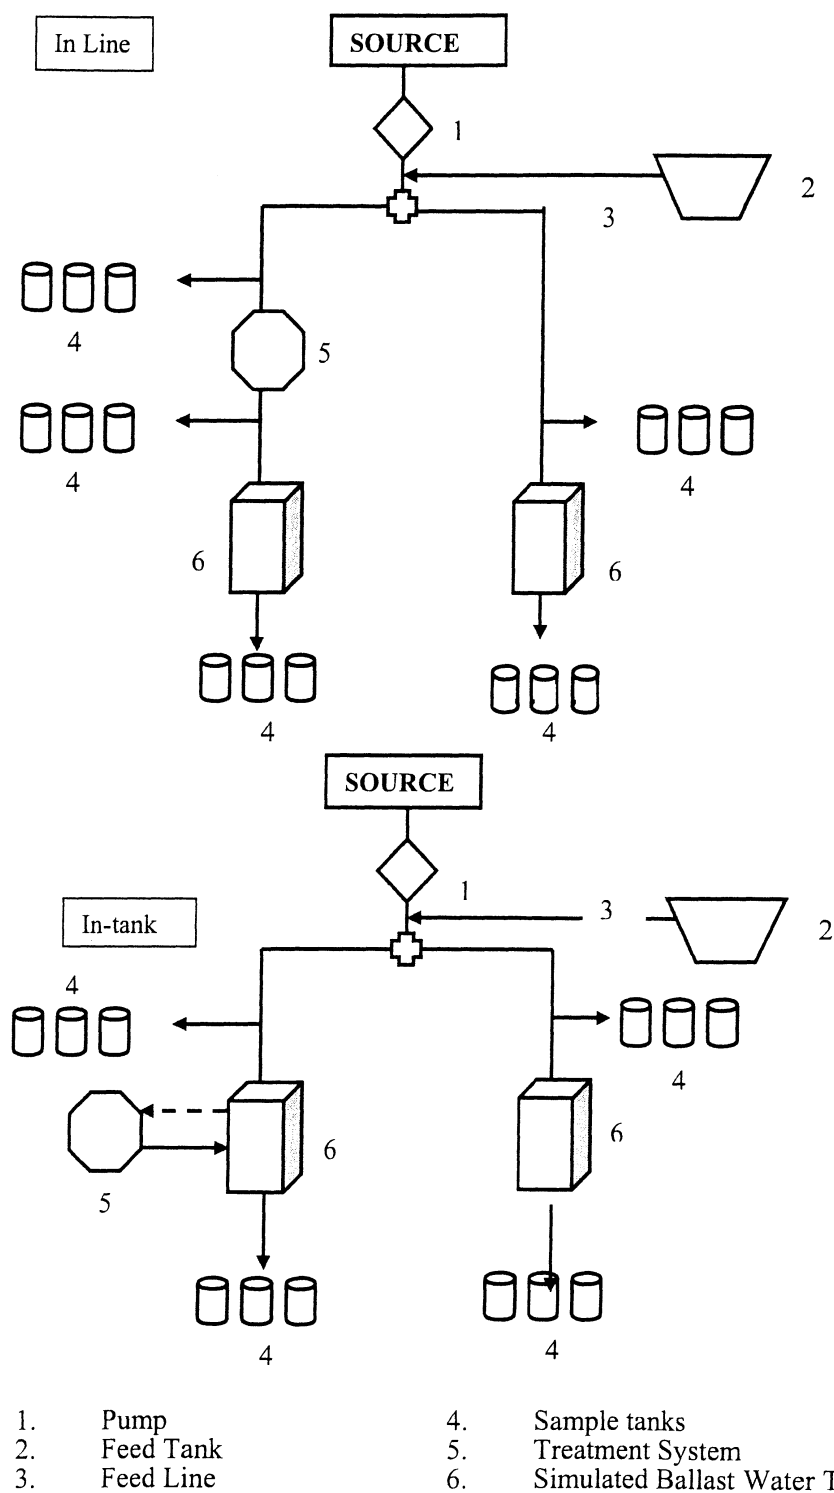 In Line
SOURCE
1
2
3
4
5
4
4
6
6
4
4
SOURCE
1
In-tank
3
2
4
4
6
6
5
4
4
1. Pump
2. Feed Tank
3. Feed Line
4. Sample tanks
5. Treatment System
6. Simulated Ballast Water T